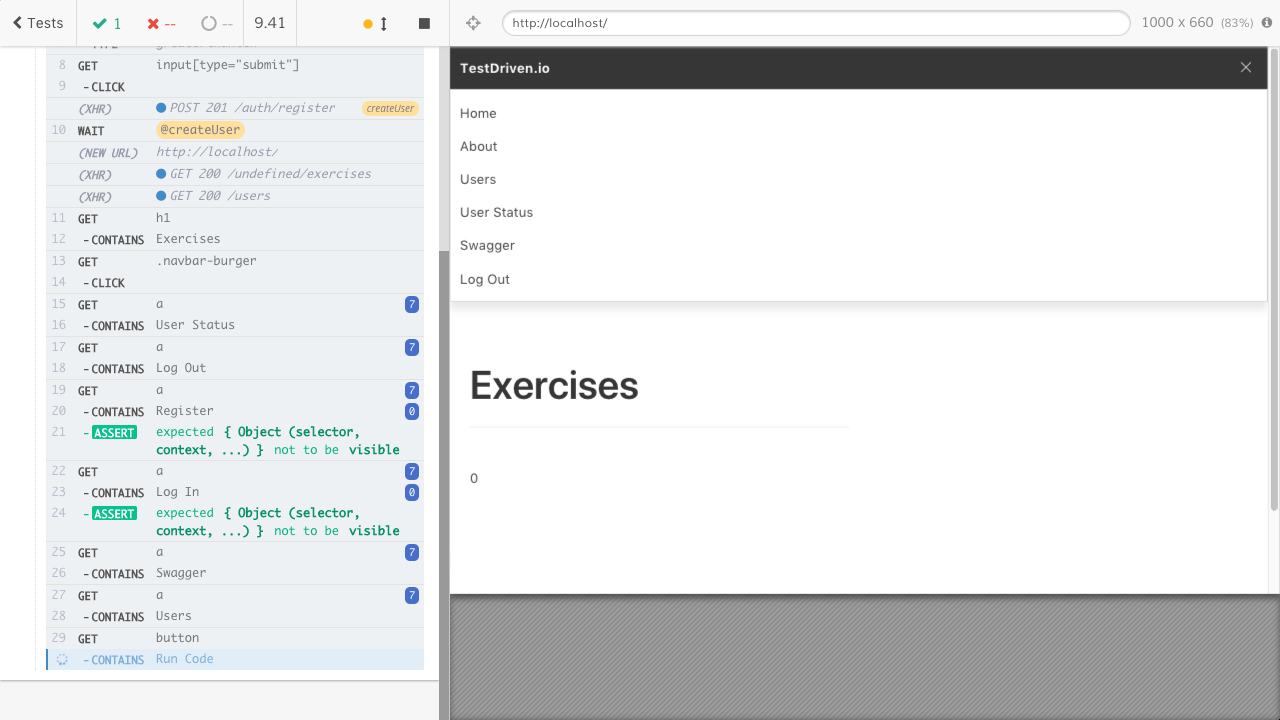 Tests
1
--
--
9.41
http://localhost/
1000 x 660 (83%)
8 GET input[type="submit"]
9 -CLICK
(XHR) POST 201 /auth/register createUser
10 WAIT @createUser
(NEW URL) http://localhost/
(XHR) GET 200 /undefined/exercises
(XHR) GET 200 /users
11 GET h1
12 -CONTAINS Exercises
13 GET .navbar-burger
14 -CLICK
15 GET a 7
16 -CONTAINS User Status
17 GET a 7
18 -CONTAINS Log Out
19 GET a 7
20 -CONTAINS Register 0
21 -ASSERT expected { Object (selector,
context, ...) } not to be visible
22 GET a 7
23 -CONTAINS Log In 0
24 -ASSERT expected { Object (selector,
context, ...) } not to be visible
25 GET a 7
26 -CONTAINS Swagger
27 GET a 7
28 -CONTAINS Users
29 GET button
-CONTAINS Run Code
TestDriven.io
Home
About
Users
User Status
Swagger
Log Out
Exercises
0